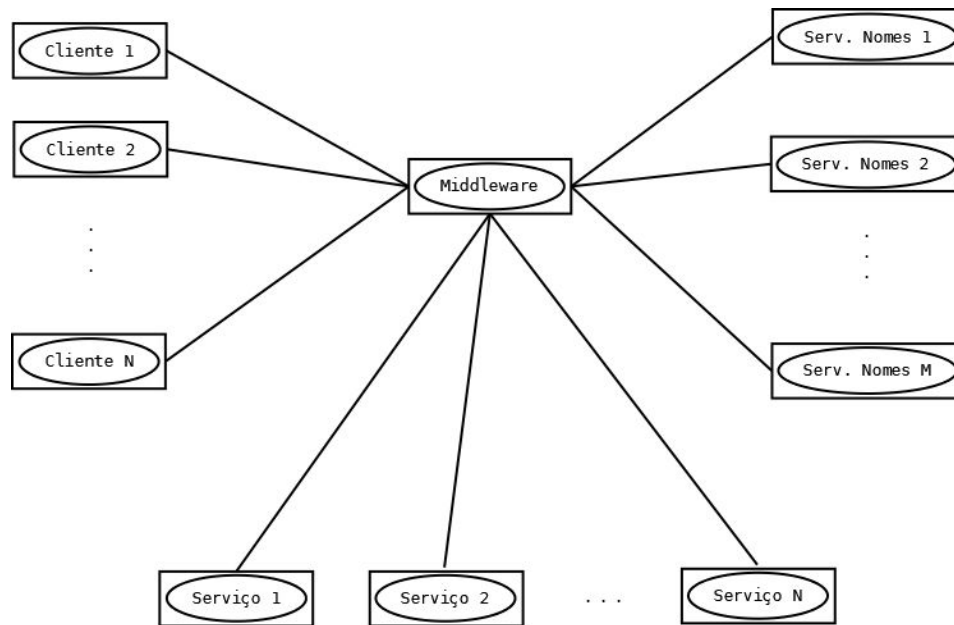 Cliente 1
Serv. Nomes 1
Cliente 2
Serv. Nomes 2
Middleware
.
.
.
.
.
.
Cliente N
Serv. Nomes M
Serviço 1
Serviço 2
...
Serviço N